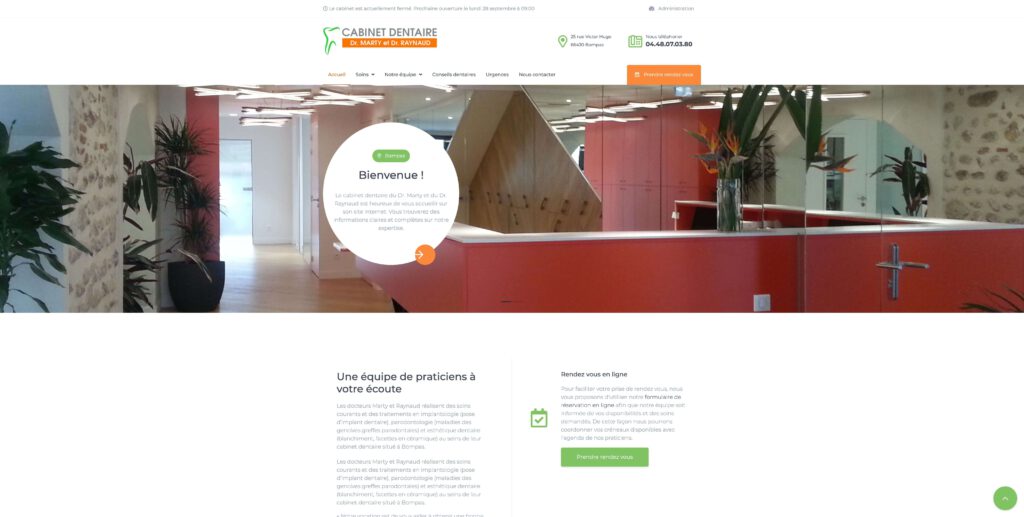 Le cabinet est actuellement fermé. Prochaine ouverture le lundi 28 septembre à 09:00
Administration
CABINET DENTAIRE
Dr. MARTY et Dr. RAYNAUD
25 rue Victor Hugo
66430 Bompas
Nous téléphoner
04.48.07.03.80
Accueil
Soins
Notre équipe
Conseils dentaires
Urgences
Nous contacter
Prendre rendez vous
Bompas
Bienvenue !
Le cabinet dentaire du Dr. Marty et du Dr.
Raynaud est heureux de vous accueillir sur
son site internet. Vous trouverez des
informations claires et complètes sur notre
expertise.
Une équipe de praticiens à
votre écoute
Les docteurs Marty et Raynaud réalisent des soins
courants et des traitements en implantologie (pose
d'implant dentaire), parodontologie (maladies des
gencives greffes parodontales) et esthétique dentaire
(blanchiment, facettes en céramique) au seins de leur
cabinet dentaire situé à Bompas.
Les docteurs Marty et Raynaud réalisent des soins
courants et des traitements en implantologie (pose
d'implant dentaire), parodontologie (maladies des
gencives greffes parodontales) et esthétique dentaire
(blanchiment, facettes en céramique) au seins de leur
cabinet dentaire situé à Bompas.
Rendez vous en ligne
Pour faciliter votre prise de rendez vous, nous
vous proposons d'utiliser notre formulaire de
réservation en ligne afin que notre équipe soit
informée de vos disponibilités et des soins
demandés. De cette façon nous pourrons
coordonner vos créneaux disponibles avec
l'agenda de nos praticiens.
Prendre rendez vous